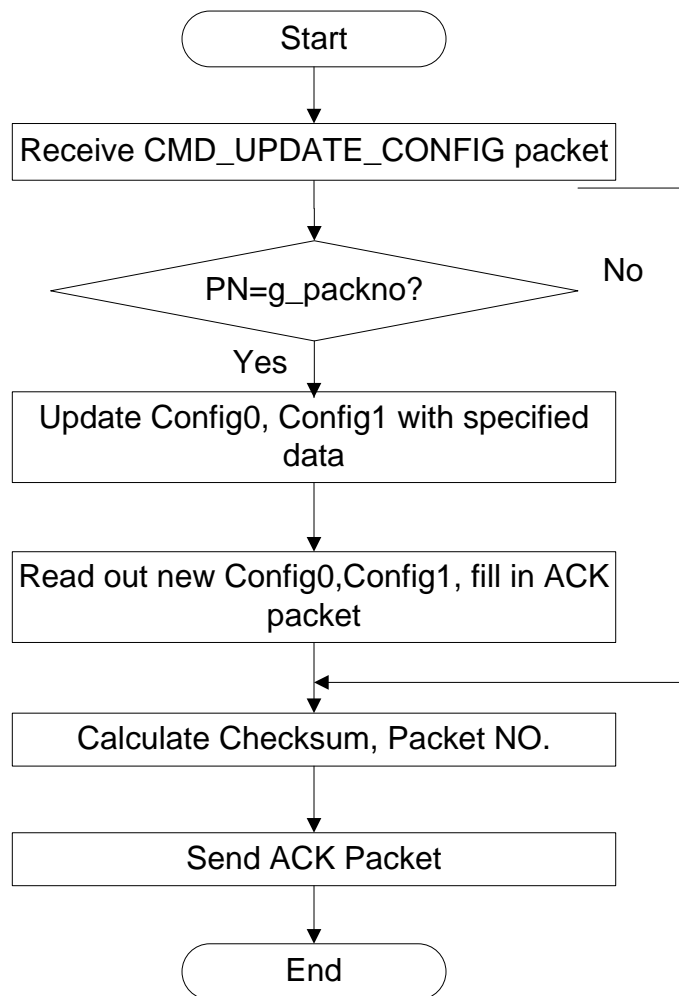 Start
Receive CMD_UPDATE_CONFIG packet
No
PN=g_packno?
Yes
Update Config0, Config1 with specified
data
Read out new Config0,Config1, fill in ACK
packet
Calculate Checksum, Packet NO.
Send ACK Packet
End